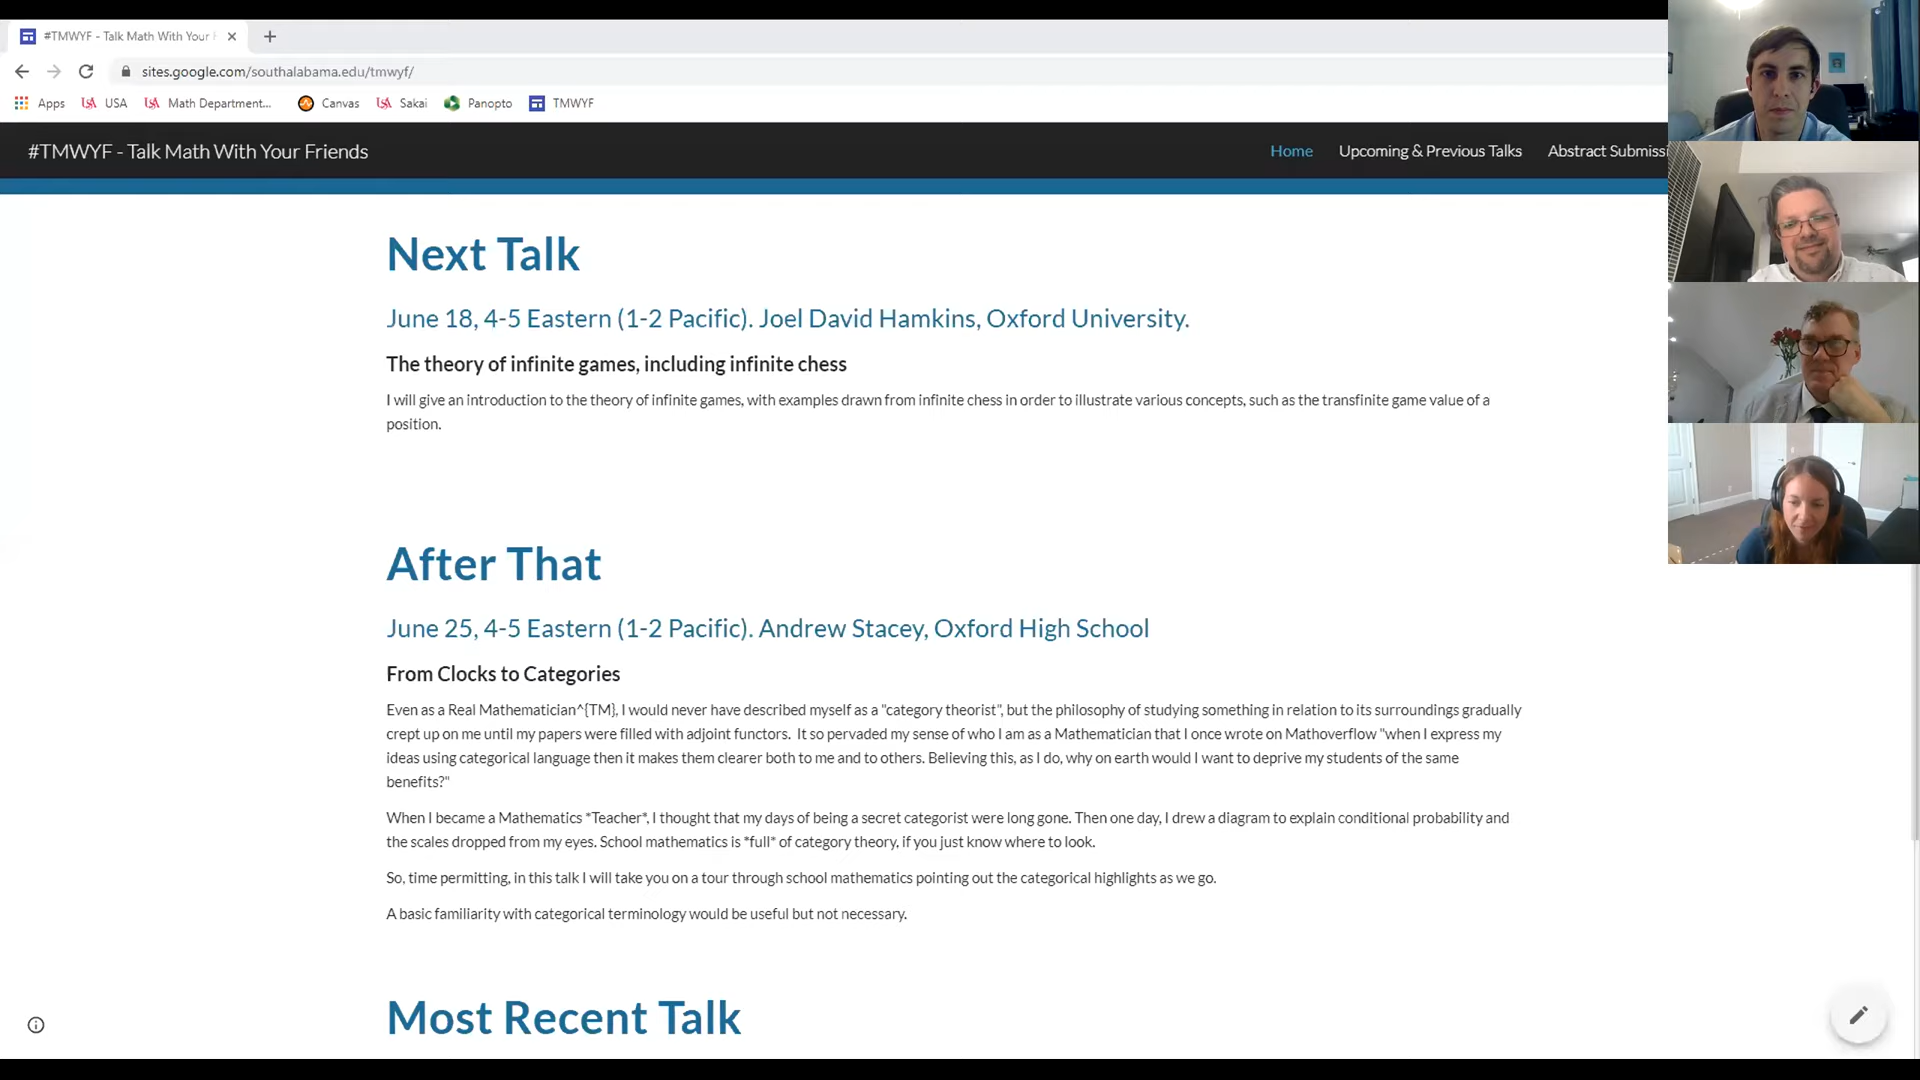 #TMWYF - Talk Math With Your
sites.google.com/southalabama.edu/tmwyf/
Apps USA Math Department... Canvas Sakai Panopto TMWYF
#TMWYF - Talk Math With Your Friends
Home Upcoming & Previous Talks Abstract Submissi
Next Talk
June 18, 4-5 Eastern (1-2 Pacific). Joel David Hamkins, Oxford University.
The theory of infinite games, including infinite chess
I will give an introduction to the theory of infinite games, with examples drawn from infinite chess in order to illustrate various concepts, such as the transfinite game value of a
position.
After That
June 25, 4-5 Eastern (1-2 Pacific). Andrew Stacey, Oxford High School
From Clocks to Categories
Even as a Real Mathematician^{TM}, I would never have described myself as a "category theorist", but the philosophy of studying something in relation to its surroundings gradually
crept up on me until my papers were filled with adjoint functors.  It so pervaded my sense of who I am as a Mathematician that I once wrote on Mathoverflow "when I express my
ideas using categorical language then it makes them clearer both to me and to others. Believing this, as I do, why on earth would I want to deprive my students of the same
benefits?"
When I became a Mathematics *Teacher*, I thought that my days of being a secret categorist were long gone. Then one day, I drew a diagram to explain conditional probability and
the scales dropped from my eyes. School mathematics is *full* of category theory, if you just know where to look.
So, time permitting, in this talk I will take you on a tour through school mathematics pointing out the categorical highlights as we go.
A basic familiarity with categorical terminology would be useful but not necessary.
Most Recent Talk